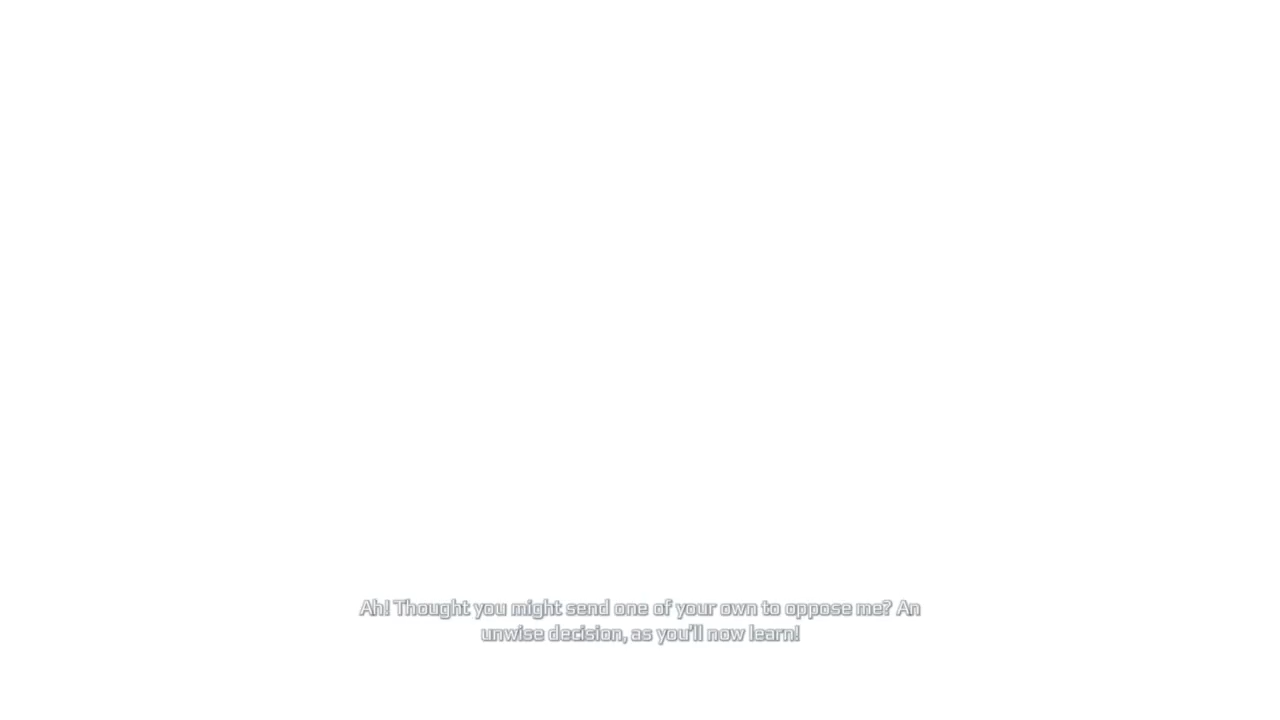 Ah! Thought you might send one of your own to oppose me? An
unwise decision, as you'll now learn!